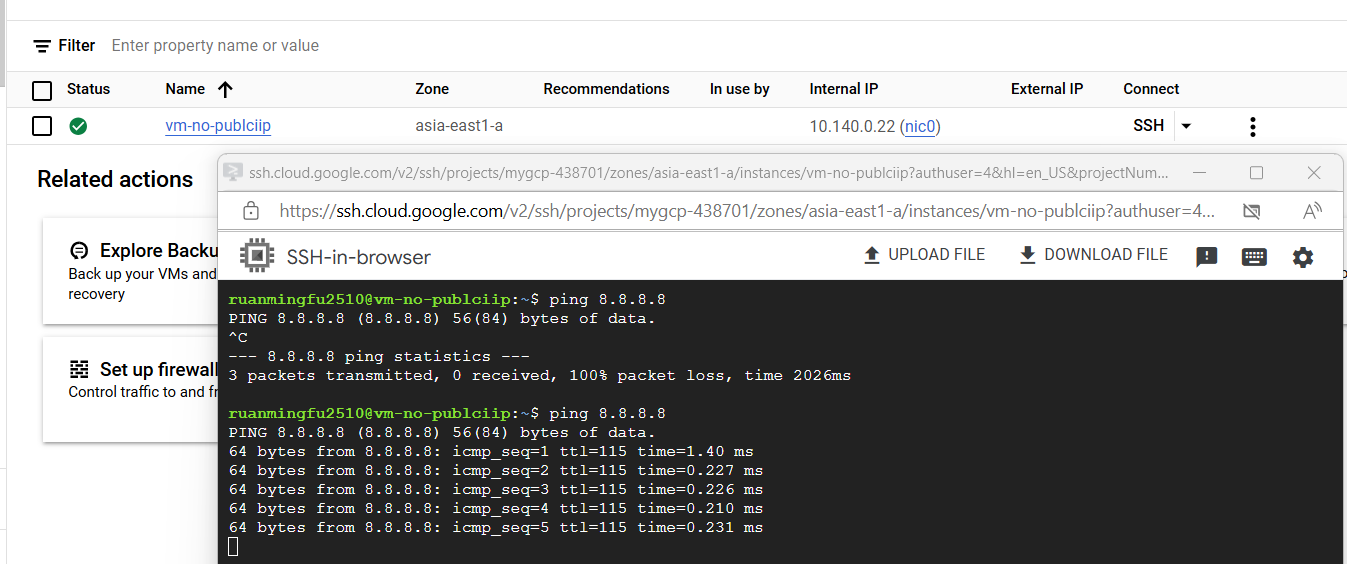 Filter Enter property name or value
Status Name Zone Recommendations In use by Internal IP External IP Connect
vm-no-publciip asia-east1-a 10.140.0.22 (nic0) SSH
Related actions
ssh.cloud.google.com/v2/ssh/projects/mygcp-438701/zones/asia-east1-a/instances/vm-no-publciip?authuser=4&hl=en_US&projectNum...
https://ssh.cloud.google.com/v2/ssh/projects/mygcp-438701/zones/asia-east1-a/instances/vm-no-publciip?authuser=4...
SSH-in-browser UPLOAD FILE DOWNLOAD FILE
Explore Backu
Back up your VMs and
recovery
Set up firewall
Control traffic to and fr
ruanmingfu2510@vm-no-publciip:~$ ping 8.8.8.8
PING 8.8.8.8 (8.8.8.8) 56(84) bytes of data.
^C
--- 8.8.8.8 ping statistics ---
3 packets transmitted, 0 received, 100% packet loss, time 2026ms
ruanmingfu2510@vm-no-publciip:~$ ping 8.8.8.8
PING 8.8.8.8 (8.8.8.8) 56(84) bytes of data.
64 bytes from 8.8.8.8: icmp_seq=1 ttl=115 time=1.40 ms
64 bytes from 8.8.8.8: icmp_seq=2 ttl=115 time=0.227 ms
64 bytes from 8.8.8.8: icmp_seq=3 ttl=115 time=0.226 ms
64 bytes from 8.8.8.8: icmp_seq=4 ttl=115 time=0.210 ms
64 bytes from 8.8.8.8: icmp_seq=5 ttl=115 time=0.231 ms